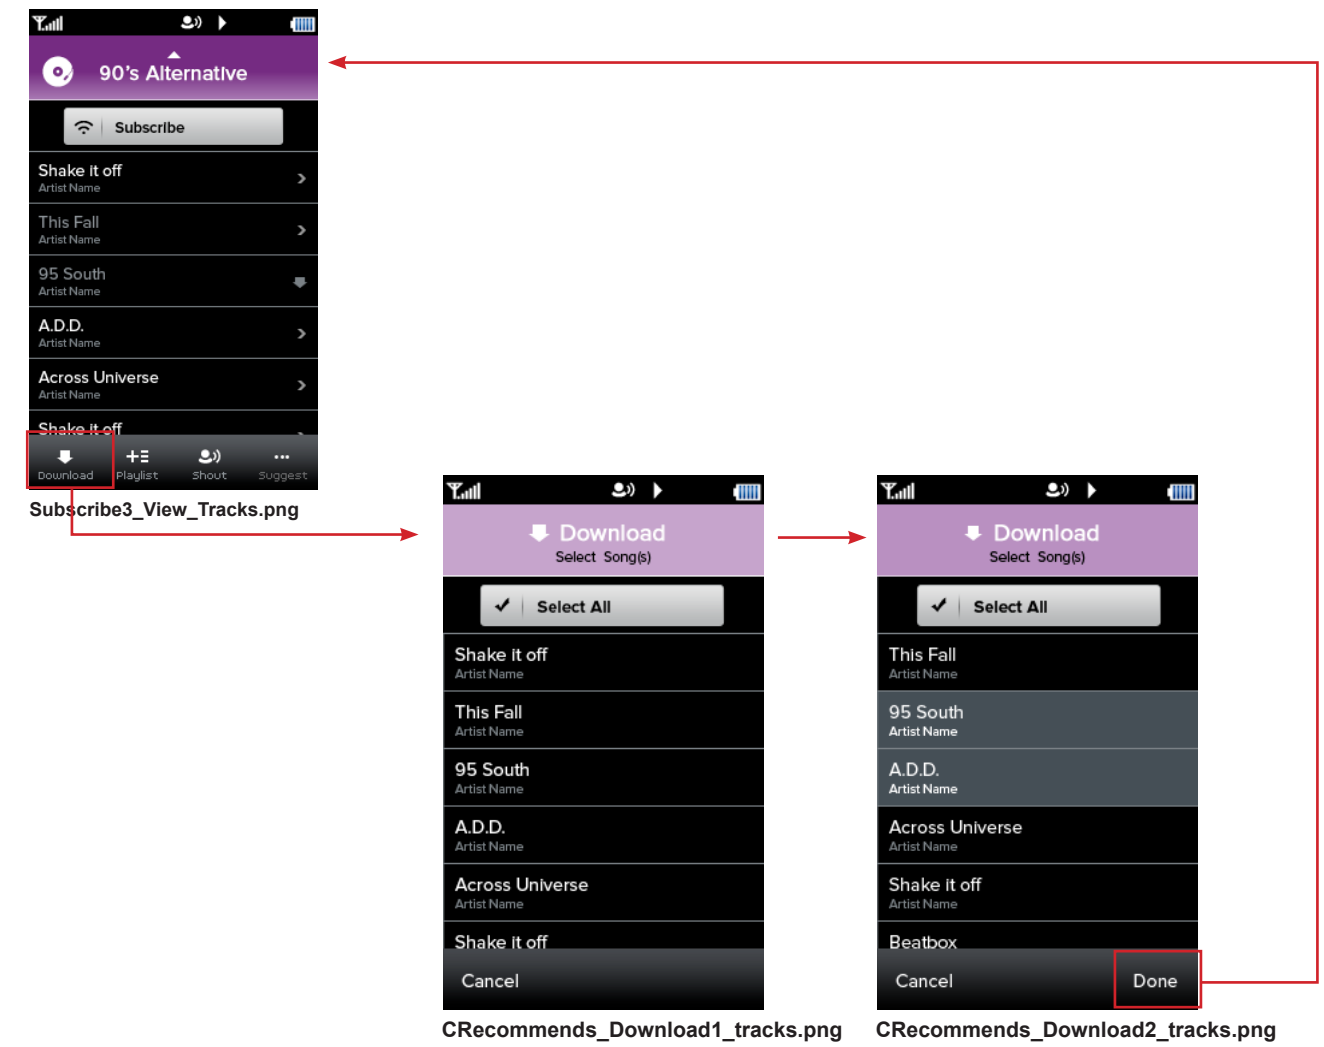 90's Alternative
Subscribe
Shake it off
Artist Name
This Fall
Artist Name
95 South
Artist Name
A.D.D.
Artist Name
Across Universe
Artist Name
Shake it off
Download Playlist Shout Suggest
Subscribe3_View_Tracks.png
Download
Select Song(s)
Select All
Shake it off
Artist Name
This Fall
Artist Name
95 South
Artist Name
A.D.D.
Artist Name
Across Universe
Artist Name
Shake it off
Cancel
CRecommends_Download1_tracks.png
Download
Select Song(s)
Select All
This Fall
Artist Name
95 South
Artist Name
A.D.D.
Artist Name
Across Universe
Artist Name
Shake it off
Artist Name
Beatbox
Cancel Done
CRecommends_Download2_tracks.png